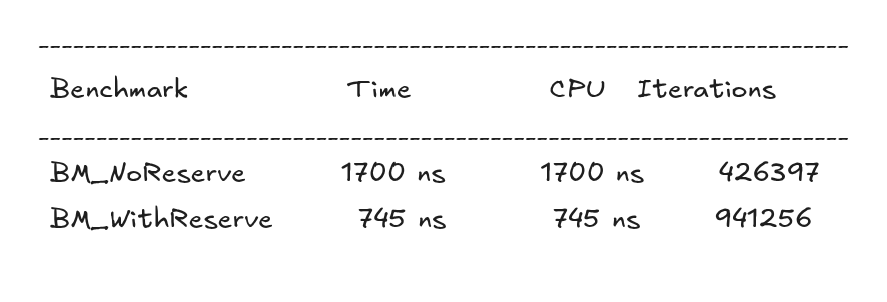 --------------------------------------------------------------------------
Benchmark Time CPU Iterations
--------------------------------------------------------------------------
BM_NoReserve 1700 ns 1700 ns 426397
BM_WithReserve 745 ns 745 ns 941256